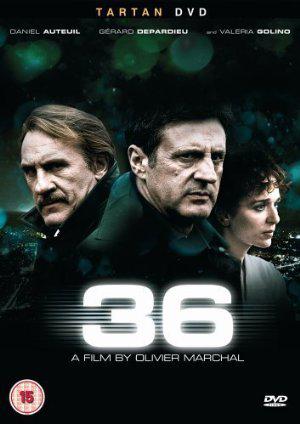 TARTAN DVD
DANIEL AUTEUIL GÉRARD DEPARDIEU AND VALERIA GOLINO
36
A FILM BY OLIVIER MARCHAL
15
DVD